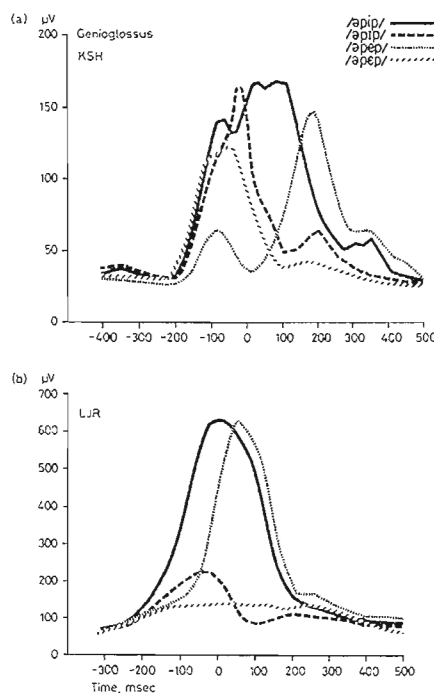 (a)
µV
200
150
100
50
0
Genioglossus
KSH
/əpip/
/əpɪp/
/əpep/
/əpɛp/
-400 -300 -200 -100 0 100 200 300 400 500
(b)
µV
700
600
500
400
300
200
100
0
LJR
-300 -200 -100 0 100 200 300 400 500
Time, msec